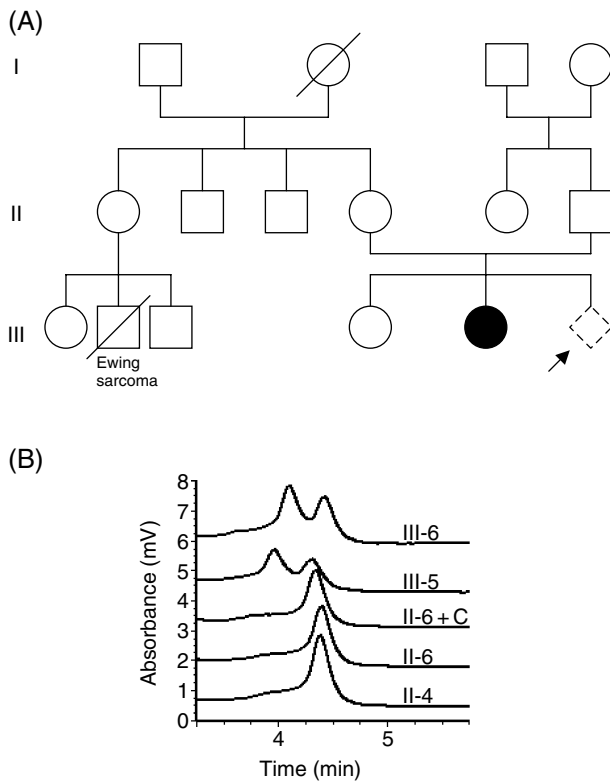 (A)
I
II
III
Ewing
sarcoma
(B)
Absorbance (mV)
8
7
6
5
4
3
2
1
0
III-6
III-5
II-6 + C
II-6
II-4
4
5
Time (min)